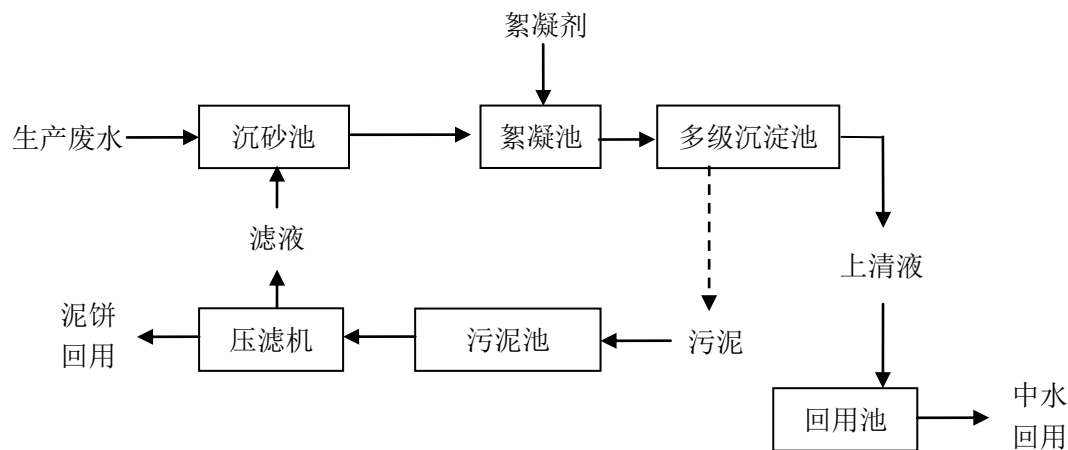 絮凝剂
生产废水
沉砂池
絮凝池
多级沉淀池
滤液
上清液
泥饼
回用
压滤机
污泥池
污泥
回用池
中水
回用